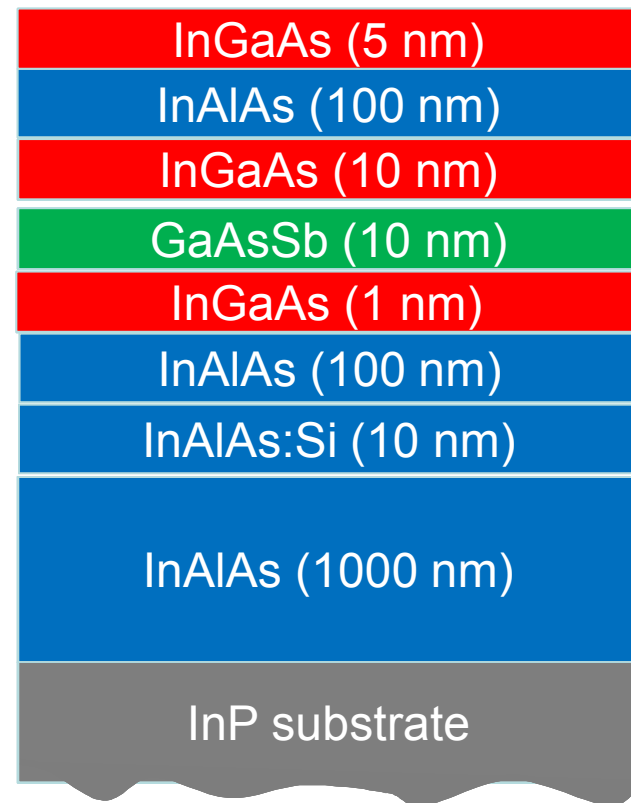 InGaAs (5 nm)
InAlAs (100 nm)
InGaAs (10 nm)
GaAsSb (10 nm)
InGaAs (1 nm)
InAlAs (100 nm)
InAlAs:Si (10 nm)
InAlAs (1000 nm)
InP substrate